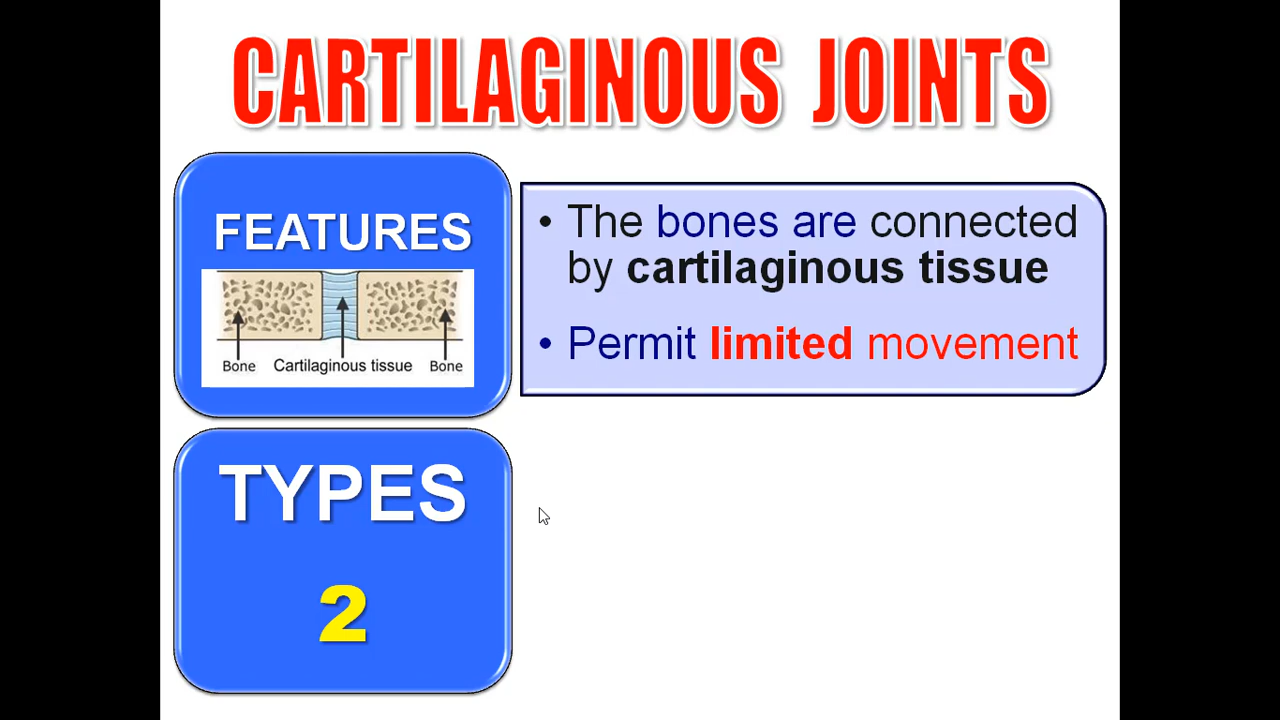 CARTILAGINOUS JOINTS
FEATURES
Bone Cartilaginous tissue Bone
• The bones are connected
by cartilaginous tissue
• Permit limited movement
TYPES
2